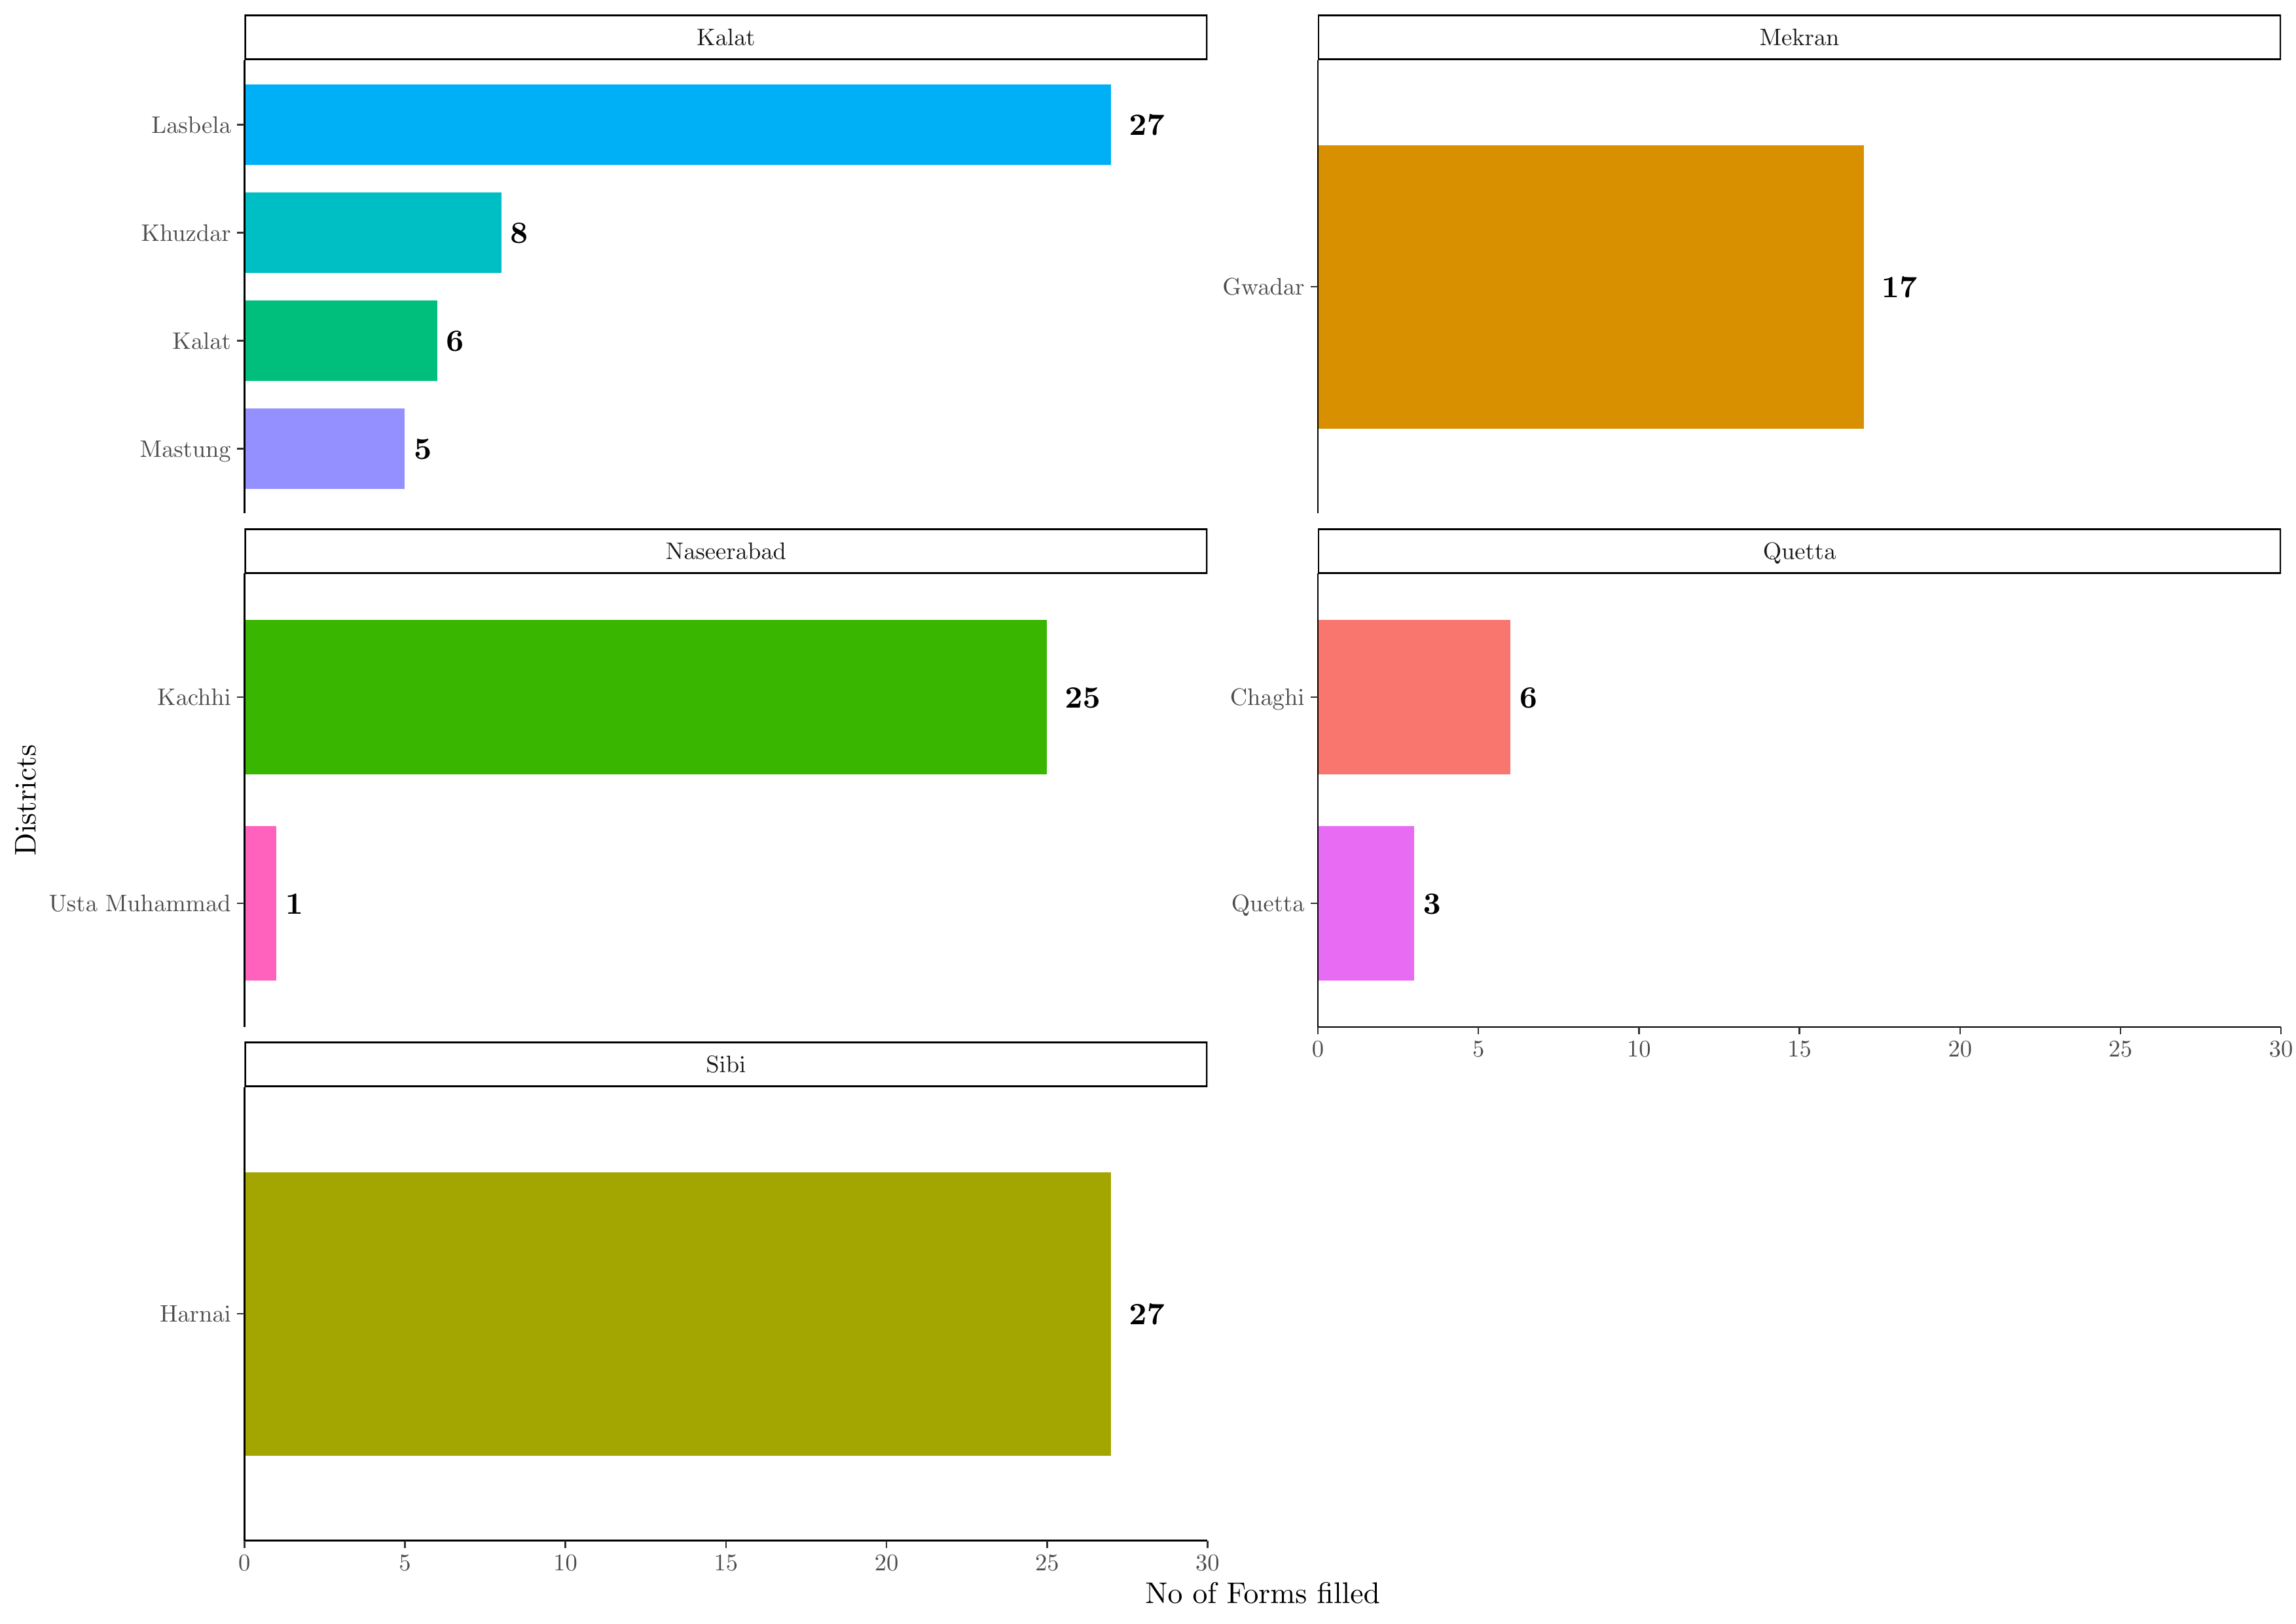 Kalat
Lasbela
27
Khuzdar
8
Kalat
6
Mastung
5
Mekran
Gwadar
17
Naseerabad
Kachhi
25
Usta Muhammad
1
Quetta
Chaghi
6
Quetta
3
0 5 10 15 20 25 30
Sibi
Harnai
27
0 5 10 15 20 25 30
No of Forms filled
Districts